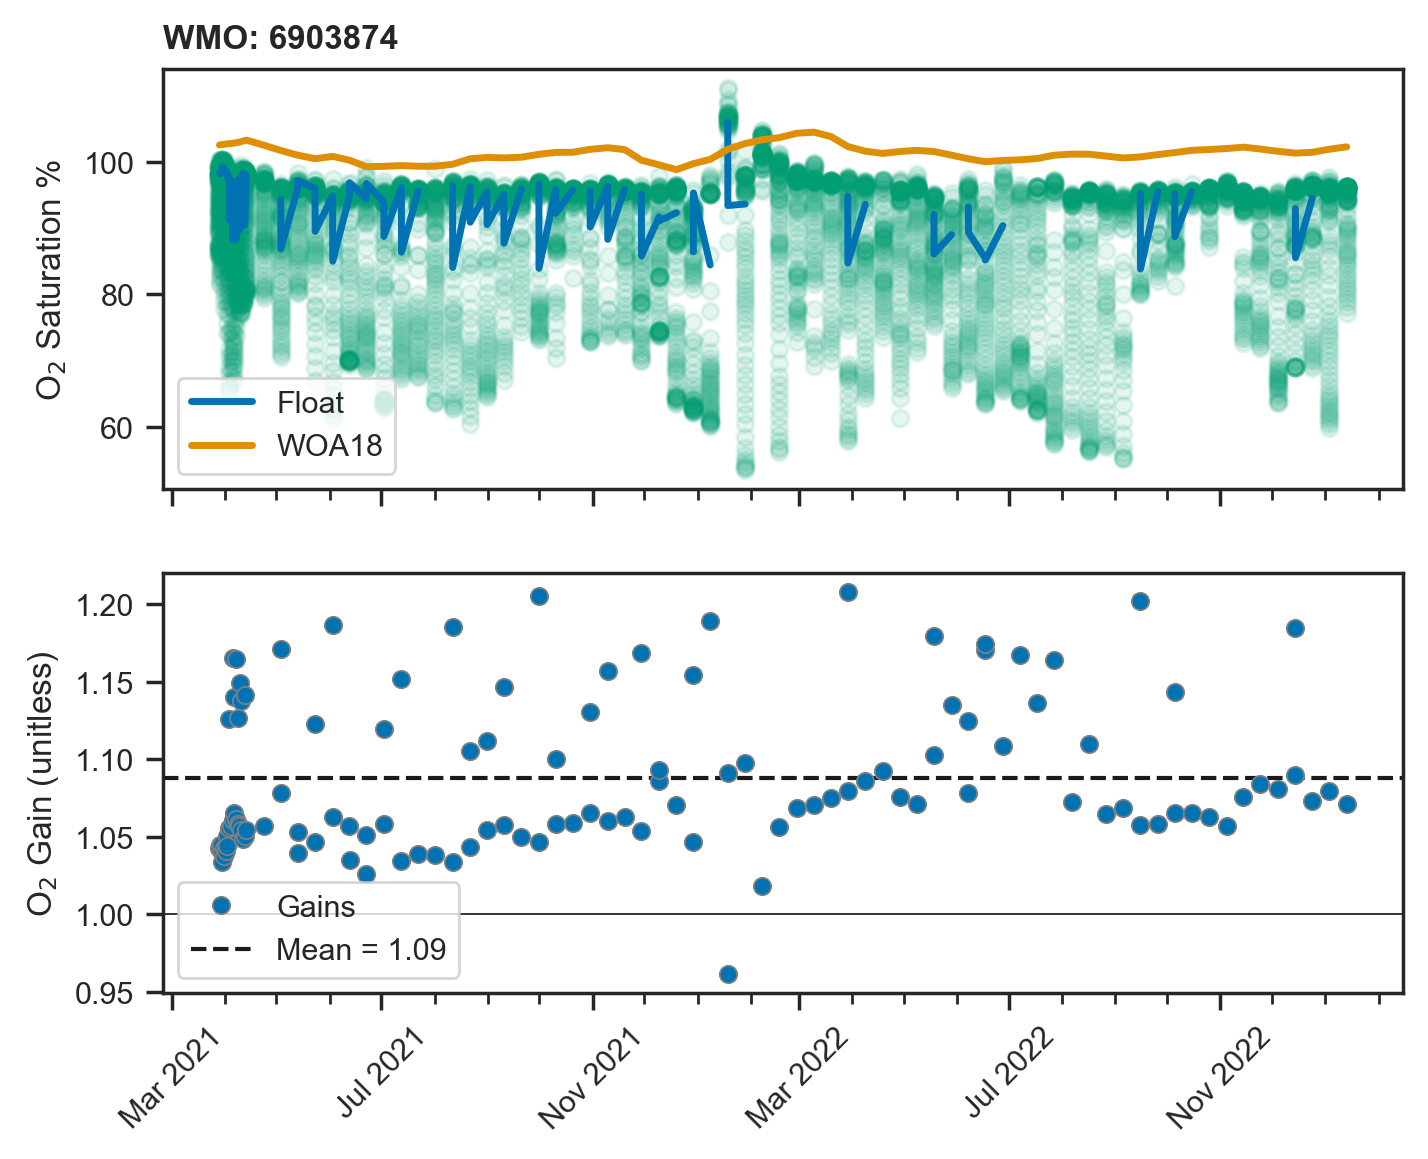 WMO: 6903874
O₂ Saturation %
100
80
60
Float
WOA18
O₂ Gain (unitless)
1.20
1.15
1.10
1.05
1.00
0.95
Gains
Mean = 1.09
Mar 2021
Jul 2021
Nov 2021
Mar 2022
Jul 2022
Nov 2022